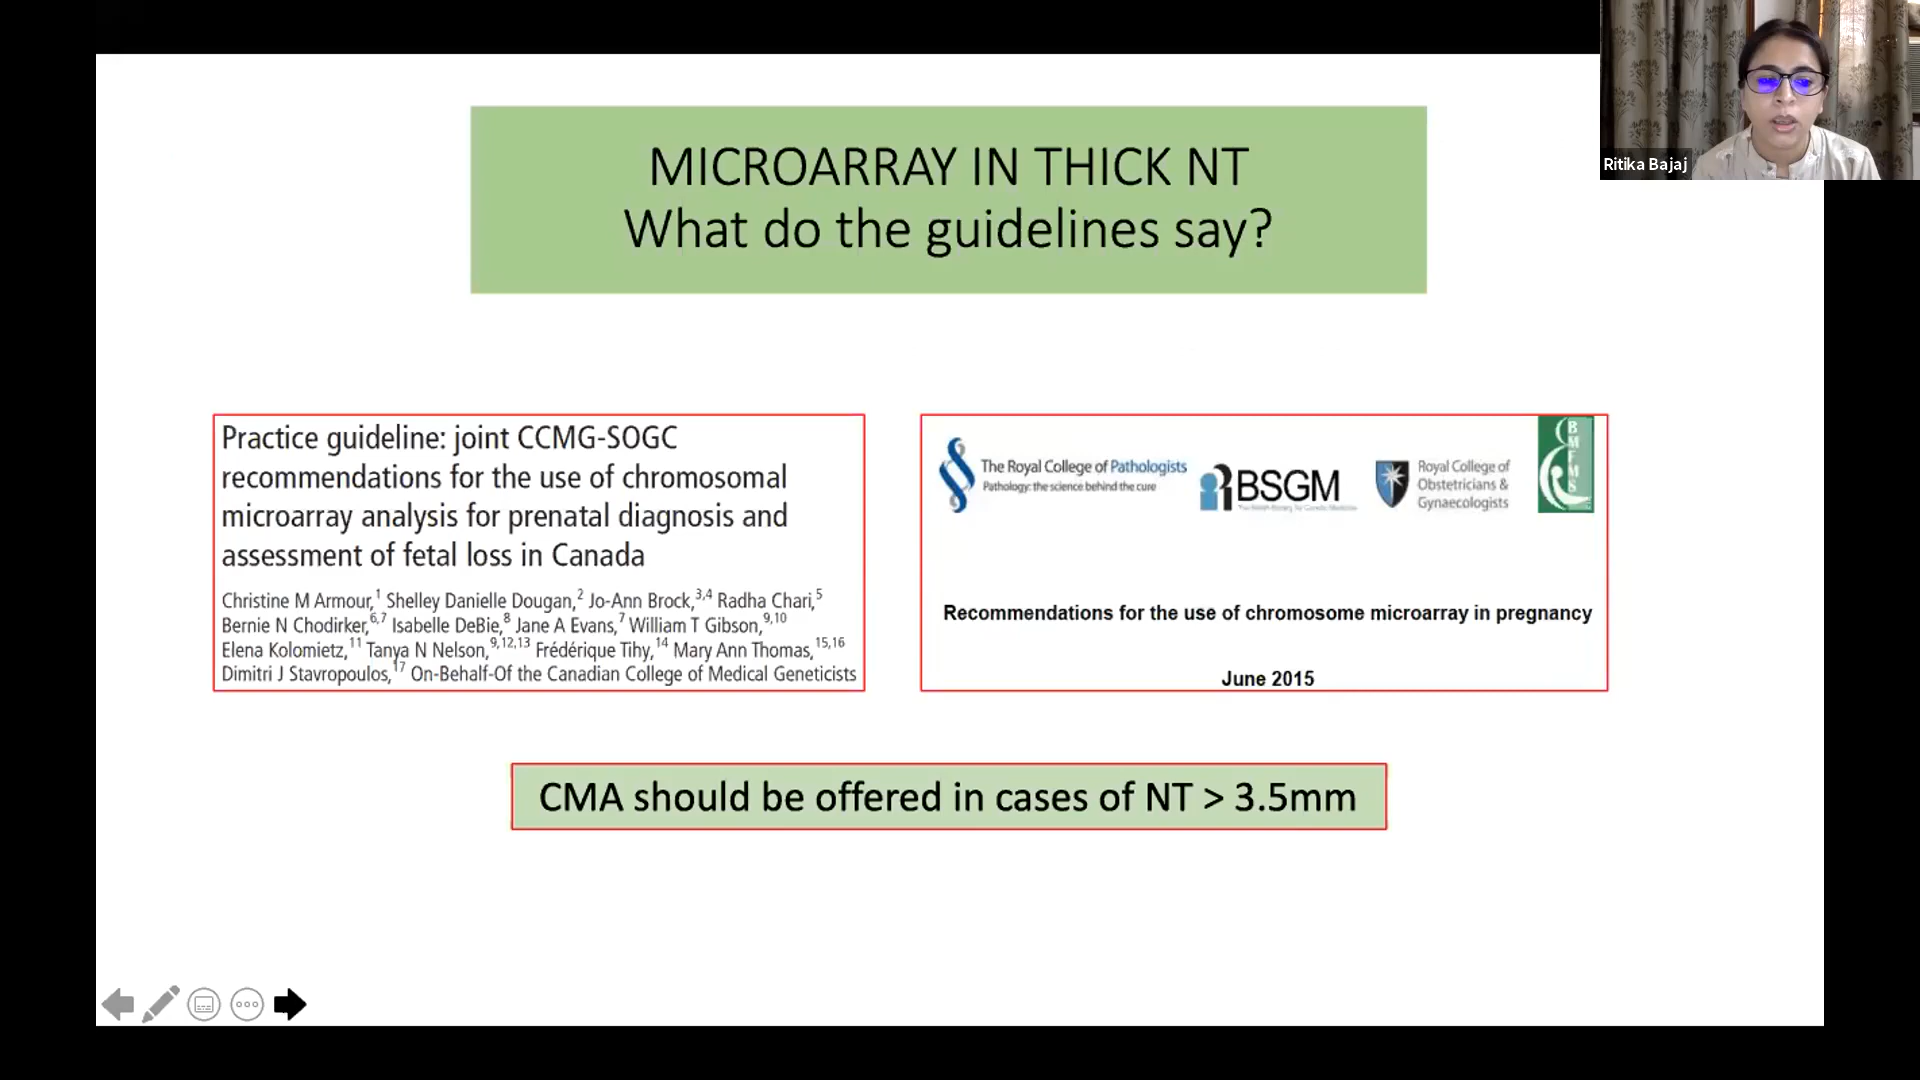 MICROARRAY IN THICK NT
What do the guidelines say?
Practice guideline: joint CCMG-SOGC
recommendations for the use of chromosomal
microarray analysis for prenatal diagnosis and
assessment of fetal loss in Canada
Christine M Armour,1 Shelley Danielle Dougan,2 Jo-Ann Brock,3,4 Radha Chari,5
Bernie N Chodirker,6,7 Isabelle DeBie,8 Jane A Evans,7 William T Gibson,9,10
Elena Kolomietz,11 Tanya N Nelson,9,12,13 Frédérique Tihy,14 Mary Ann Thomas,15,16
Dimitri J Stavropoulos,17 On-Behalf-Of the Canadian College of Medical Geneticists
The Royal College of Pathologists
Pathology: the science behind the cure
BSGM
Royal College of
Obstetricians &
Gynaecologists
BMFMS
Recommendations for the use of chromosome microarray in pregnancy
June 2015
CMA should be offered in cases of NT > 3.5mm
Ritika Bajaj